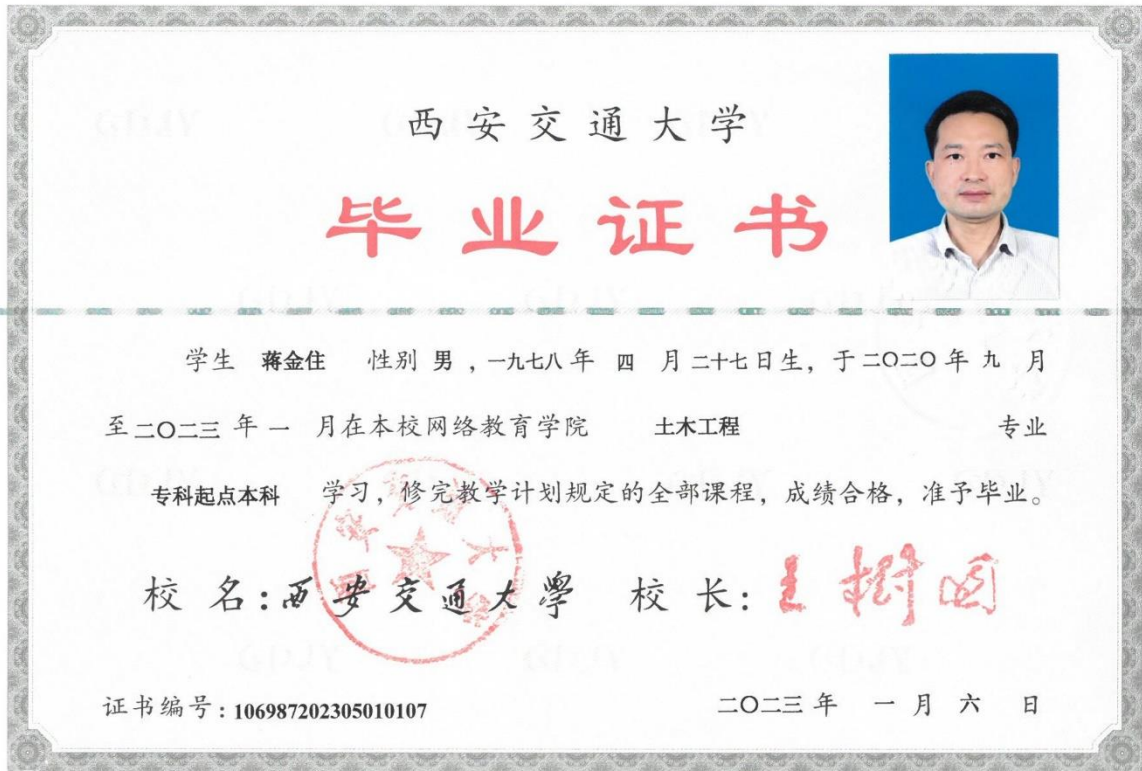 西安交通大学
毕业证书
学生 蒋金住 性别 男 ，一九七八年 四 月二十七日生，于二〇二〇年 九 月
至二〇二三 年 一 月在本校网络教育学院 土木工程 专业
专科起点本科 学习，修完教学计划规定的全部课程，成绩合格，准予毕业。
校 名：西安交通大學 校 长：王树国
证书编号：106987202305010107 二〇二三 年 一 月 六 日